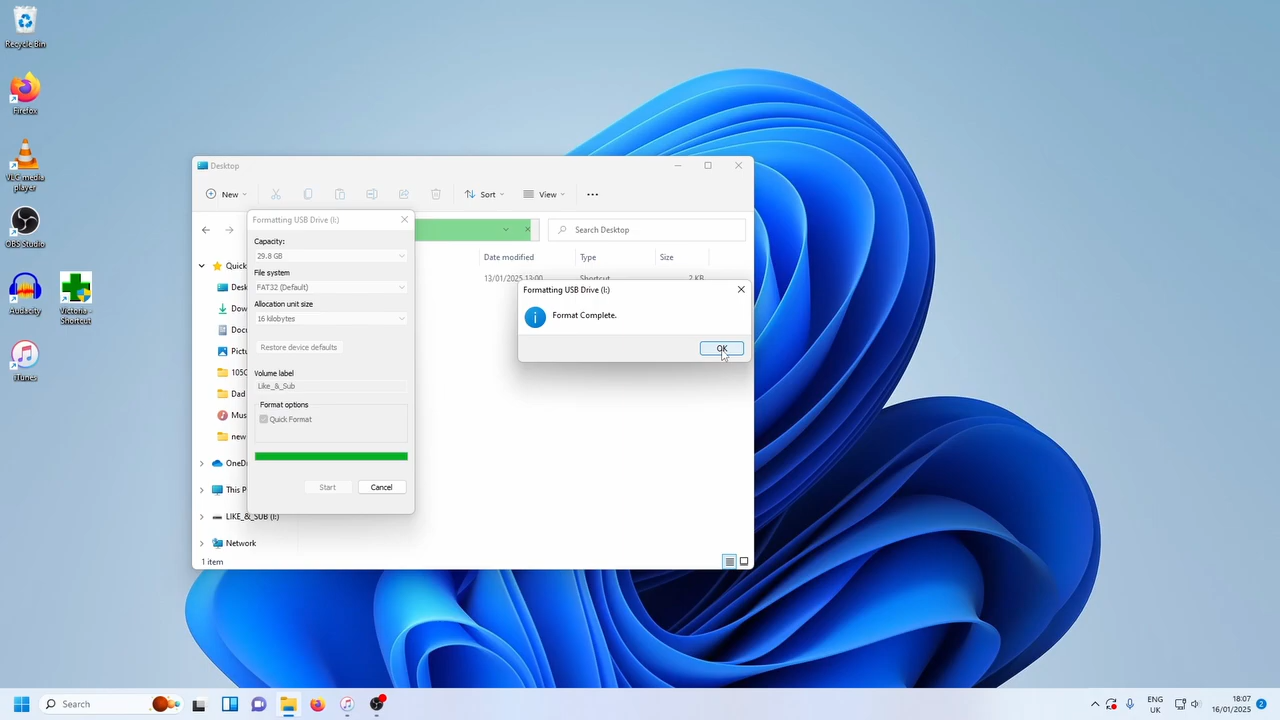 Recycle Bin
Firefox
VLC media
player
OBS Studio
Audacity
Victoria -
Shortcut
iTunes
Desktop
New
Sort
View
Search Desktop
Date modified
Type
Size
13/01/2025 13:00
Shortcut
2 KB
Quick
Desk
Dow
Docu
Pictu
105G
Dad
Mus
new
OneD
This P
LIKE_&_SUB (I:)
Network
1 item
Formatting USB Drive (I:)
Capacity:
29.8 GB
File system
FAT32 (Default)
Allocation unit size
16 kilobytes
Restore device defaults
Volume label
Like_&_Sub
Format options
Quick Format
Start
Cancel
Formatting USB Drive (I:)
Format Complete.
OK
Search
ENG
UK
18:07
16/01/2025
2